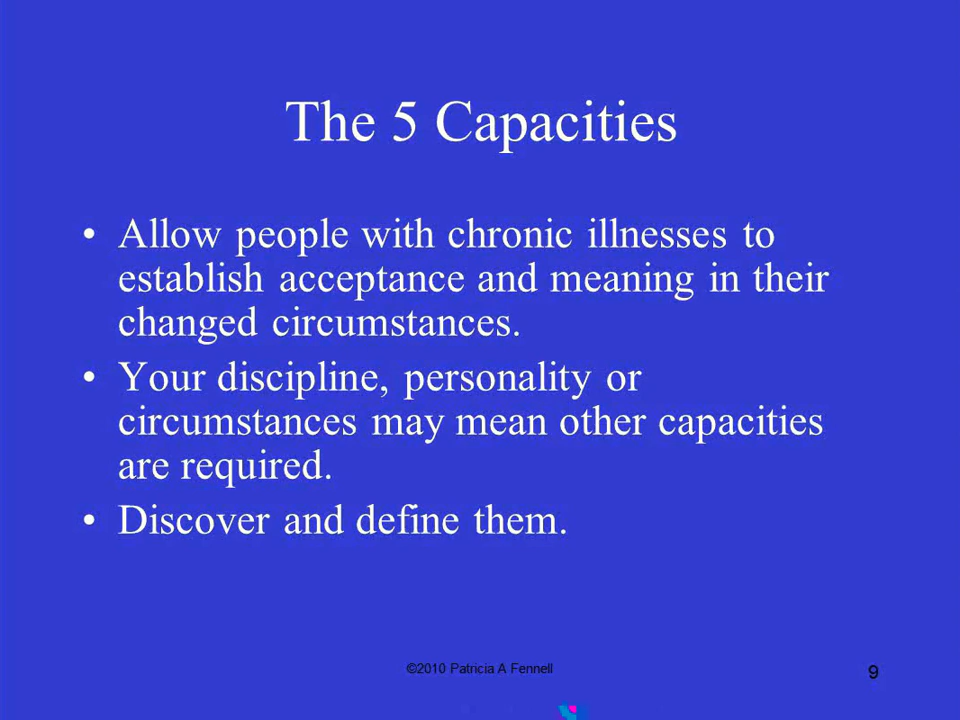 The 5 Capacities
• Allow people with chronic illnesses to
establish acceptance and meaning in their
changed circumstances.
• Your discipline, personality or
circumstances may mean other capacities
are required.
• Discover and define them.
©2010 Patricia A Fennell
9